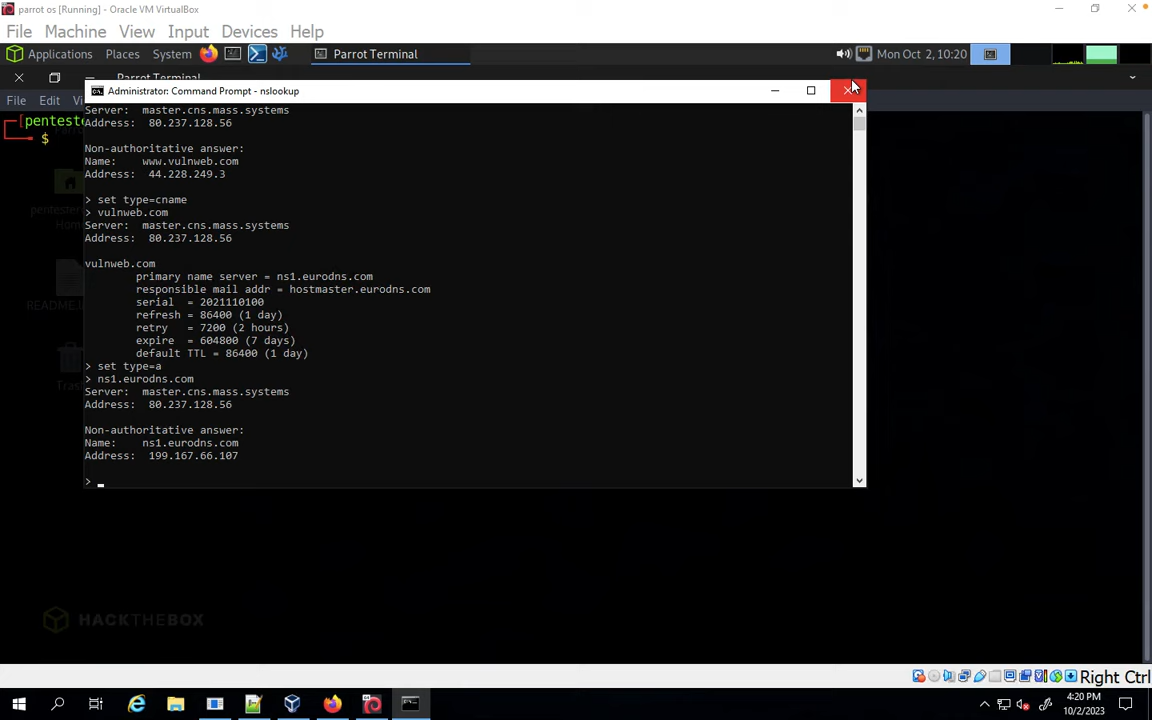 parrot os [Running] - Oracle VM VirtualBox
File Machine View Input Devices Help
Applications Places System Parrot Terminal Mon Oct 2, 10:20
Parrot Terminal
File Edit
Administrator: Command Prompt - nslookup
Server: master.cns.mass.systems
Address: 80.237.128.56
Non-authoritative answer:
Name: www.vulnweb.com
Address: 44.228.249.3
> set type=cname
> vulnweb.com
Server: master.cns.mass.systems
Address: 80.237.128.56
vulnweb.com
primary name server = ns1.eurodns.com
responsible mail addr = hostmaster.eurodns.com
serial = 2021110100
refresh = 86400 (1 day)
retry = 7200 (2 hours)
expire = 604800 (7 days)
default TTL = 86400 (1 day)
> set type=a
> ns1.eurodns.com
Server: master.cns.mass.systems
Address: 80.237.128.56
Non-authoritative answer:
Name: ns1.eurodns.com
Address: 199.167.66.107
>
$
HACKTHEBOX
Right Ctrl
4:20 PM
10/2/2023